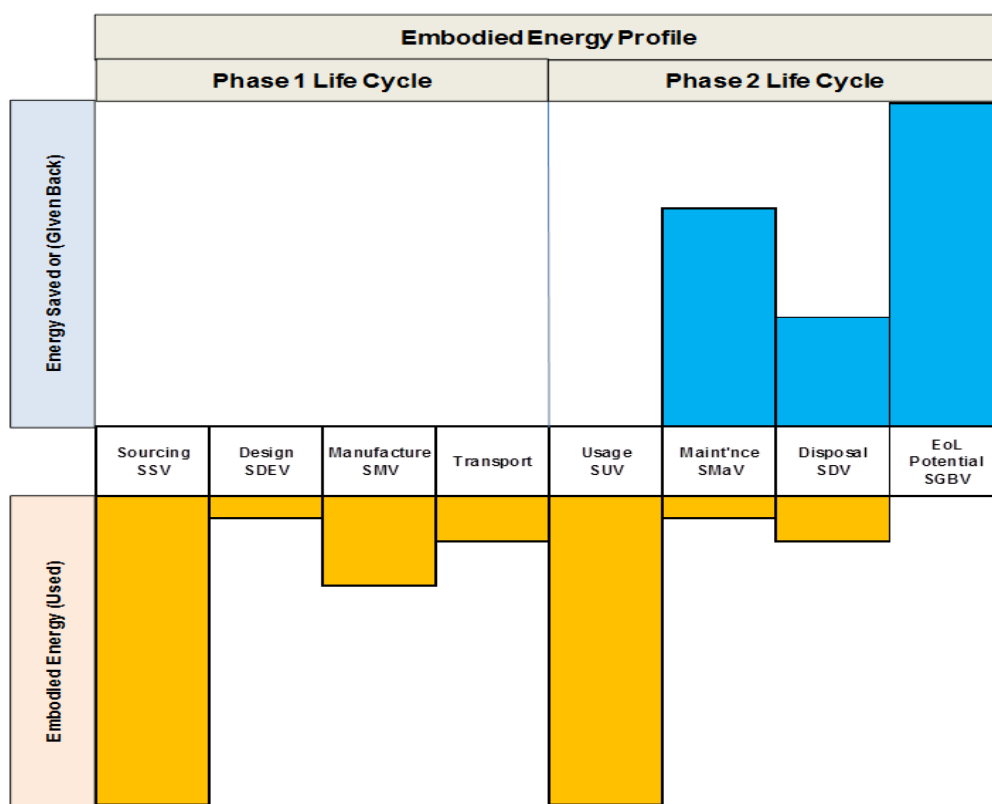 Embodied Energy Profile
Phase 1 Life Cycle
Phase 2 Life Cycle
Energy Saved or (Given Back)
Sourcing
SSV
Design
SDEV
Manufacture
SMV
Transport
Usage
SUV
Maint'nce
SMaV
Disposal
SDV
EoL
Potential
SGBV
Embodied Energy (Used)